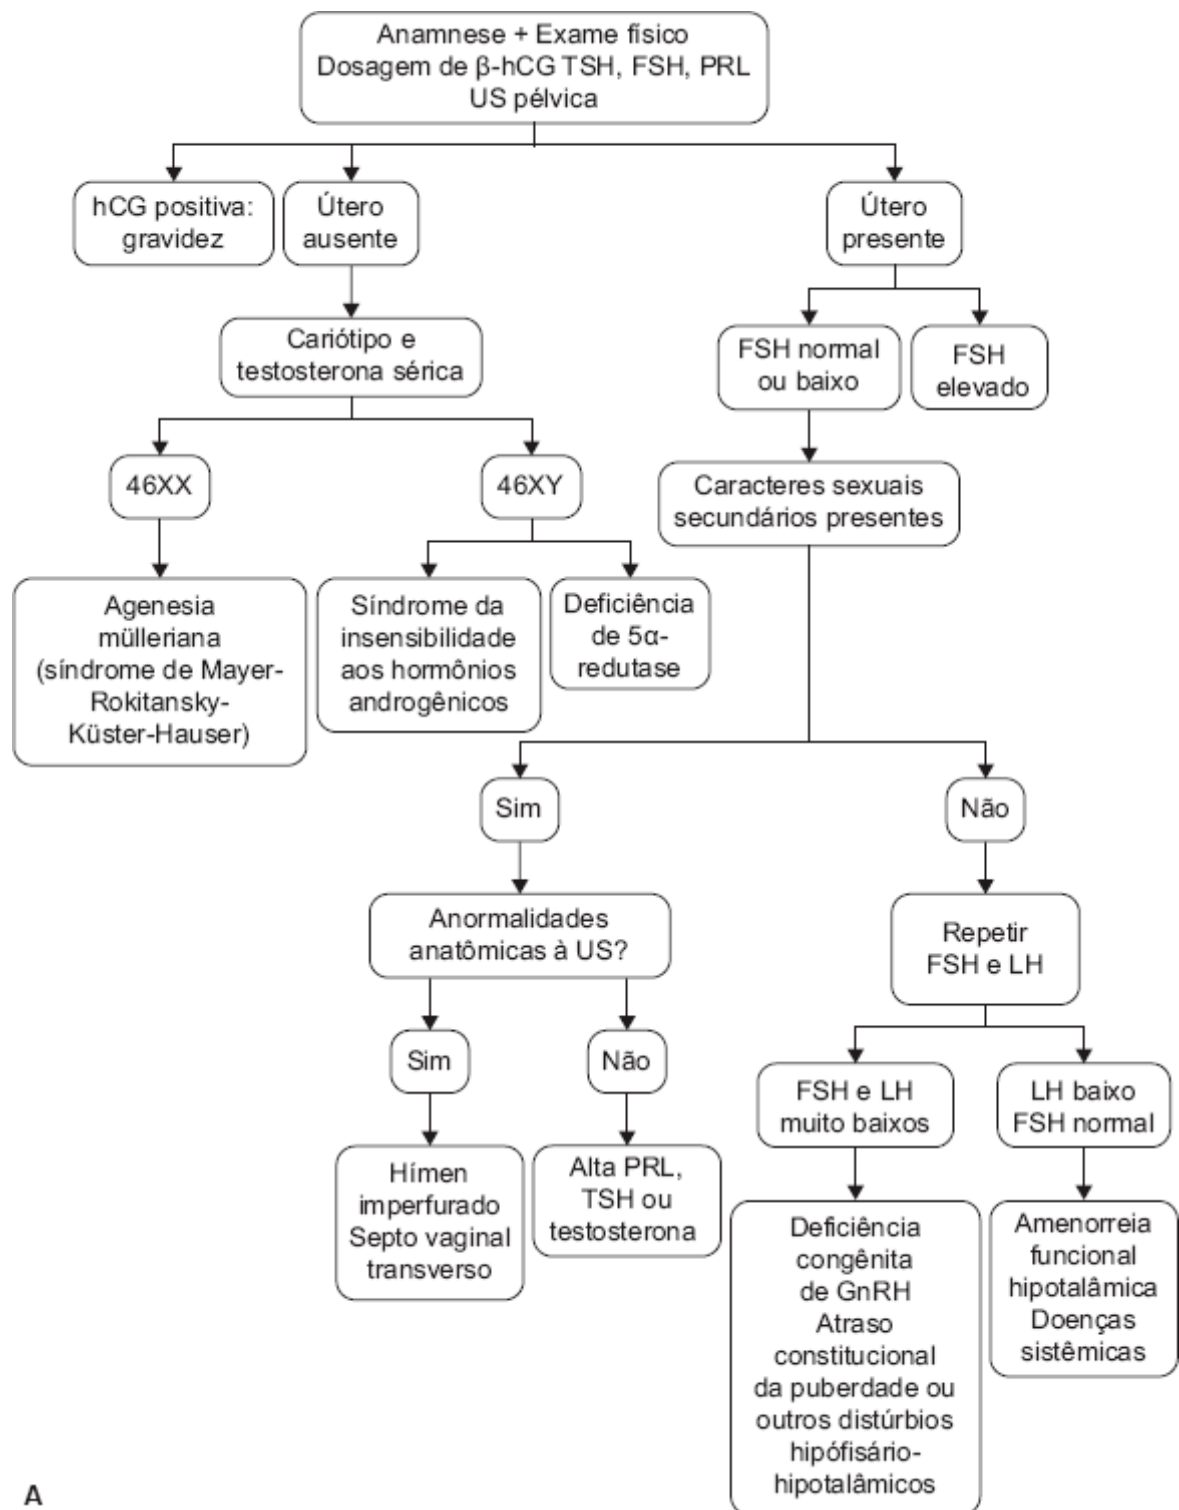 Anamnese + Exame físico
Dosagem de β-hCG TSH, FSH, PRL
US pélvica
hCG positiva:
gravidez
Útero
ausente
Útero
presente
Cariótipo e
testosterona sérica
FSH normal
ou baixo
FSH
elevado
46XX
46XY
Caracteres sexuais
secundários presentes
Agenesia
mülleriana
(síndrome de Mayer-
Rokitansky-
Küster-Hauser)
Síndrome da
insensibilidade
aos hormônios
androgênicos
Deficiência
de 5α-
redutase
Sim
Não
Anormalidades
anatômicas à US?
Repetir
FSH e LH
Sim
Não
FSH e LH
muito baixos
LH baixo
FSH normal
Hímen
imperfurado
Septo vaginal
transverso
Alta PRL,
TSH ou
testosterona
Deficiência
congênita
de GnRH
Atraso
constitucional
da puberdade ou
outros distúrbios
hipófisário-
hipotalâmicos
Amenorreia
funcional
hipotalâmica
Doenças
sistêmicas
A